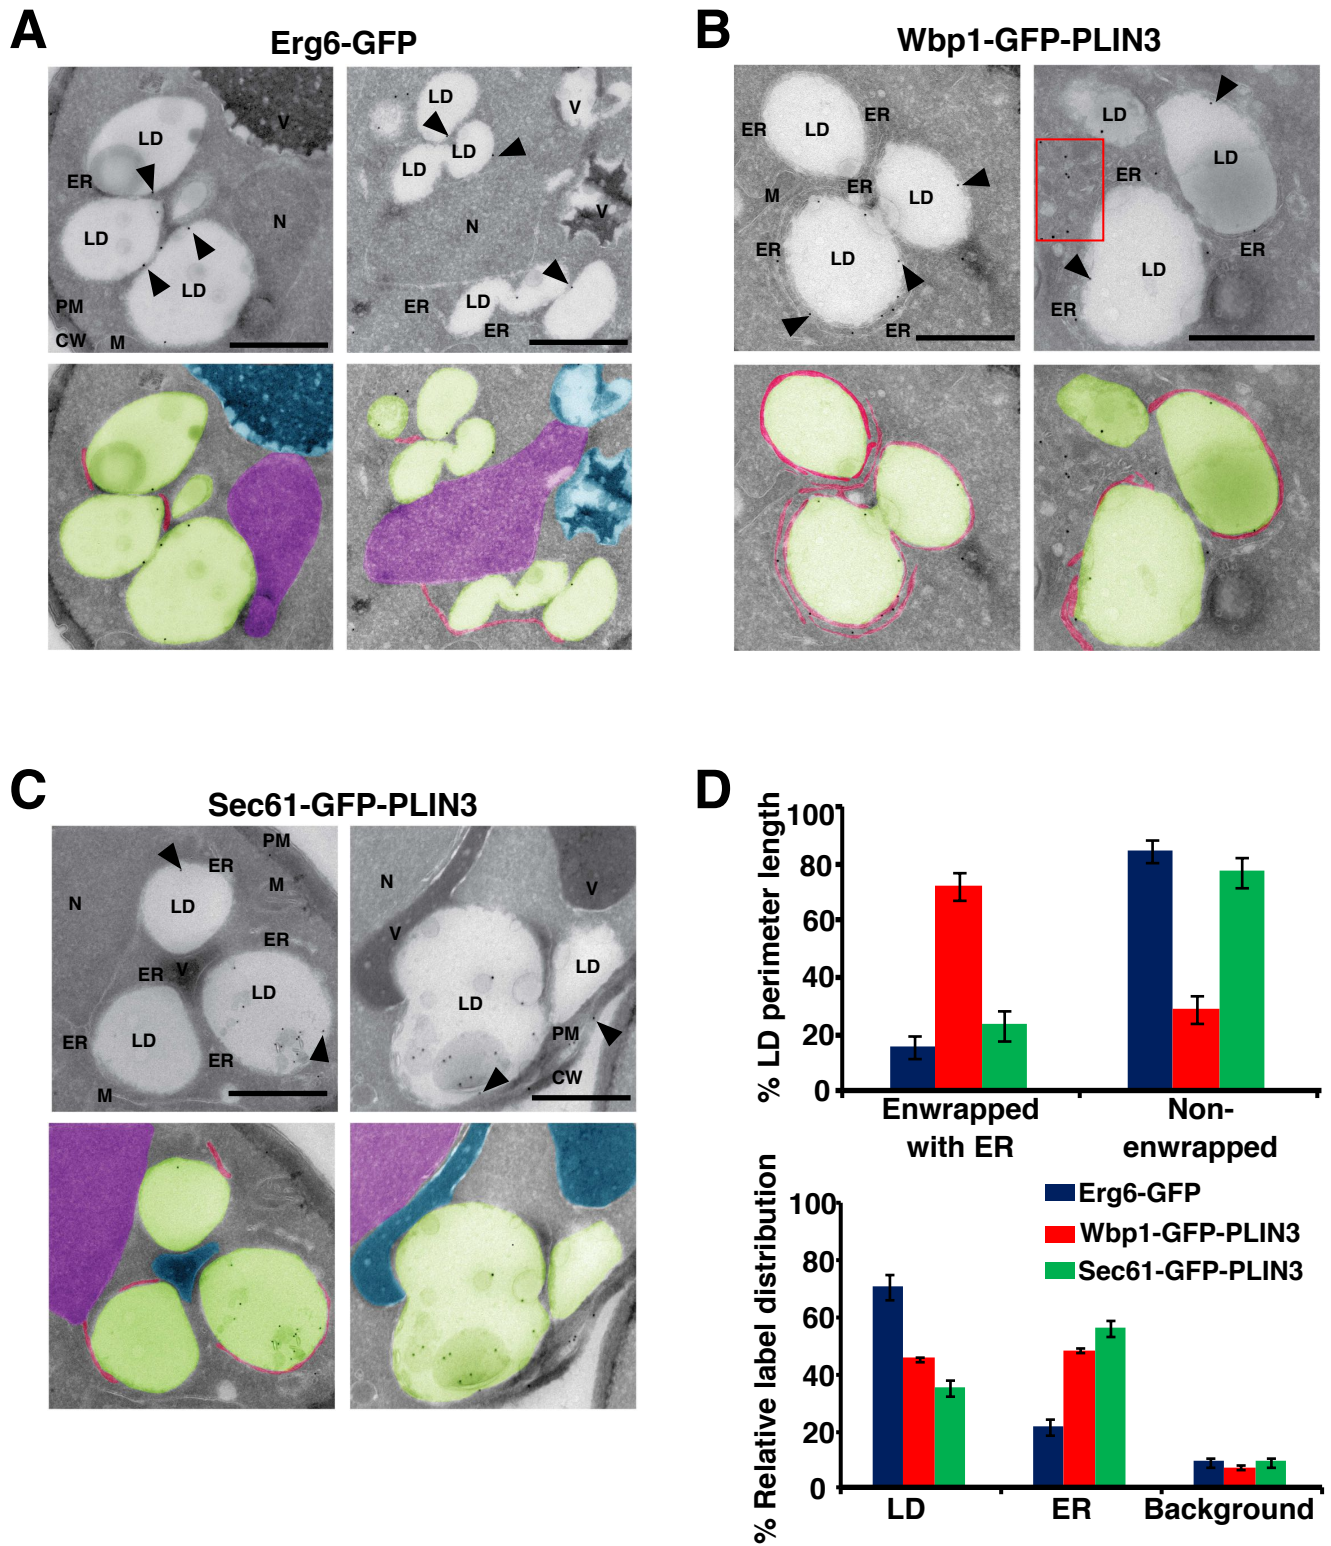 A
Erg6-GFP
LD
V
ER
N
LD
LD
PM
CW
M
LD
V
LD
LD
V
N
ER
LD
ER
B
Wbp1-GFP-PLIN3
ER
LD
ER
M
ER
LD
ER
LD
ER
LD
LD
ER
ER
LD
ER
C
Sec61-GFP-PLIN3
PM
ER
M
N
LD
ER
ER
V
LD
ER
LD
ER
M
N
V
V
LD
LD
PM
CW
D
% LD perimeter length
100
80
60
40
20
0
Enwrapped
with ER
Non-
enwrapped
% Relative label distribution
100
80
60
40
20
0
Erg6-GFP
Wbp1-GFP-PLIN3
Sec61-GFP-PLIN3
LD
ER
Background